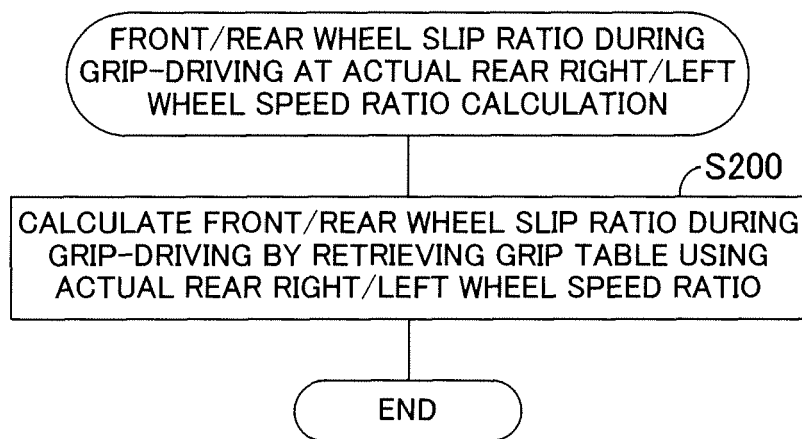 FRONT/REAR WHEEL SLIP RATIO DURING
GRIP-DRIVING AT ACTUAL REAR RIGHT/LEFT
WHEEL SPEED RATIO CALCULATION
S200
CALCULATE FRONT/REAR WHEEL SLIP RATIO DURING
GRIP-DRIVING BY RETRIEVING GRIP TABLE USING
ACTUAL REAR RIGHT/LEFT WHEEL SPEED RATIO
END